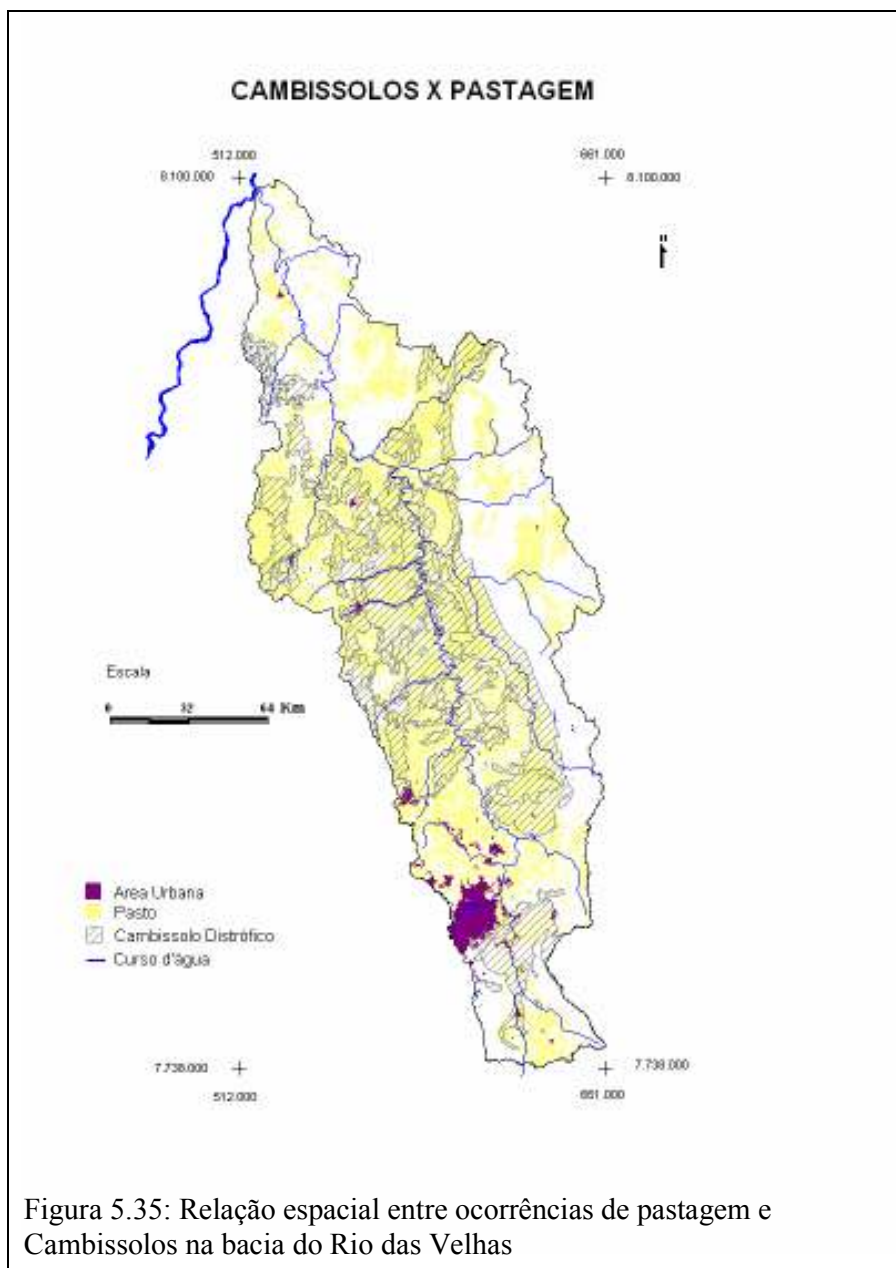 CAMBISSOLOS X PASTAGEM
512.000
661.000
8.100.000
8.100.000
Escala
0 32 64 Km
Area Urbana
Pasto
Cambissolo Distrófico
Curso d'água
7.738.000
7.738.000
512.000
661.000
Figura 5.35: Relação espacial entre ocorrências de pastagem e
Cambissolos na bacia do Rio das Velhas